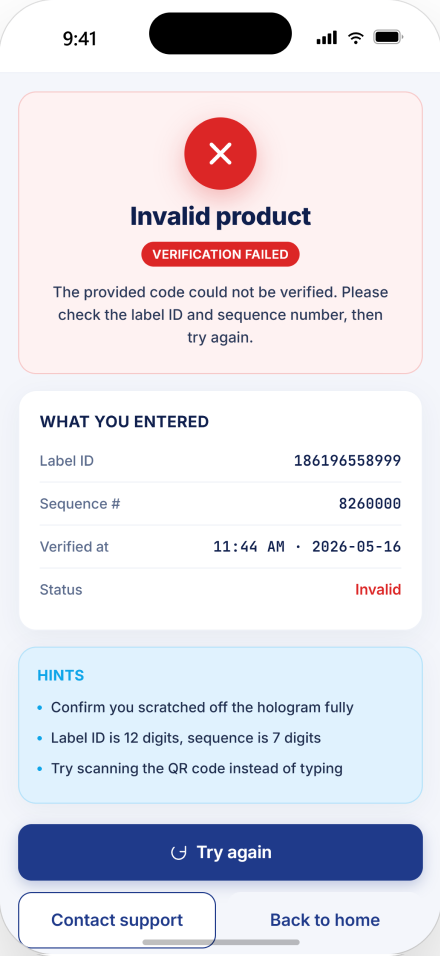 9:41
Invalid product
VERIFICATION FAILED
The provided code could not be verified. Please
check the label ID and sequence number, then
try again.
WHAT YOU ENTERED
Label ID 186196558999
Sequence # 8260000
Verified at 11:44 AM · 2026-05-16
Status Invalid
HINTS
• Confirm you scratched off the hologram fully
• Label ID is 12 digits, sequence is 7 digits
• Try scanning the QR code instead of typing
Try again
Contact support Back to home